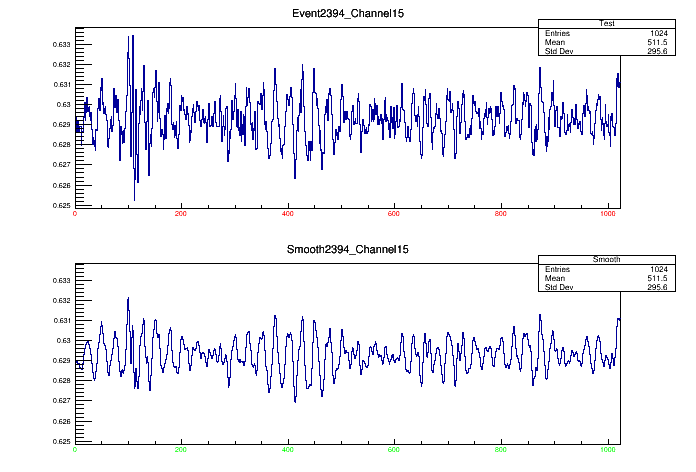 Event2394_Channel15
Test
Entries 1024
Mean 511.5
Std Dev 295.6
0.633
0.632
0.631
0.63
0.629
0.628
0.627
0.626
0.625
0 200 400 600 800 1000
Smooth2394_Channel15
Smooth
Entries 1024
Mean 511.5
Std Dev 295.6
0.633
0.632
0.631
0.63
0.629
0.628
0.627
0.626
0.625
0 200 400 600 800 1000